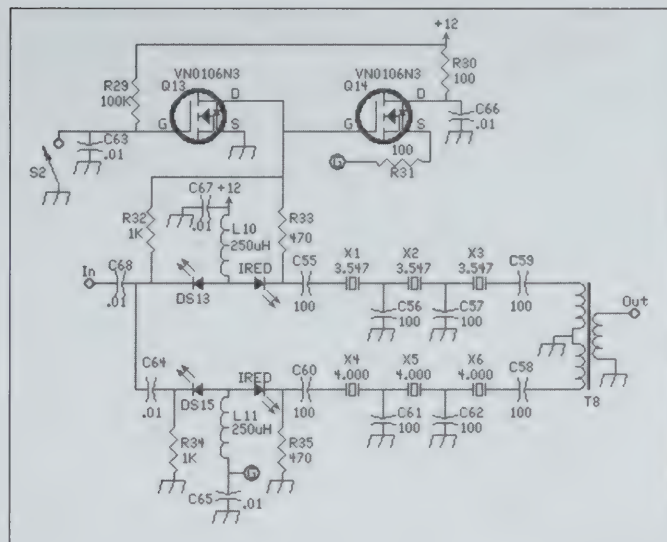 +12
VN0106N3
Q13
R29
100K
G
D
S
C63
.01
S2
VN0106N3
Q14
G
D
S
R30
100
C66
.01
100
R31
G
C67
+12
.01
R32
1K
L10
250uH
R33
470
IRED
DS13
In
C68
.01
C55
100
X1
3.547
X2
3.547
X3
3.547
C59
100
C56
100
C57
100
Out
T8
C64
.01
DS15
IRED
R34
1K
L11
250uH
G
C65
.01
R35
470
C60
100
X4
4.000
X5
4.000
X6
4.000
C58
100
C61
100
C62
100